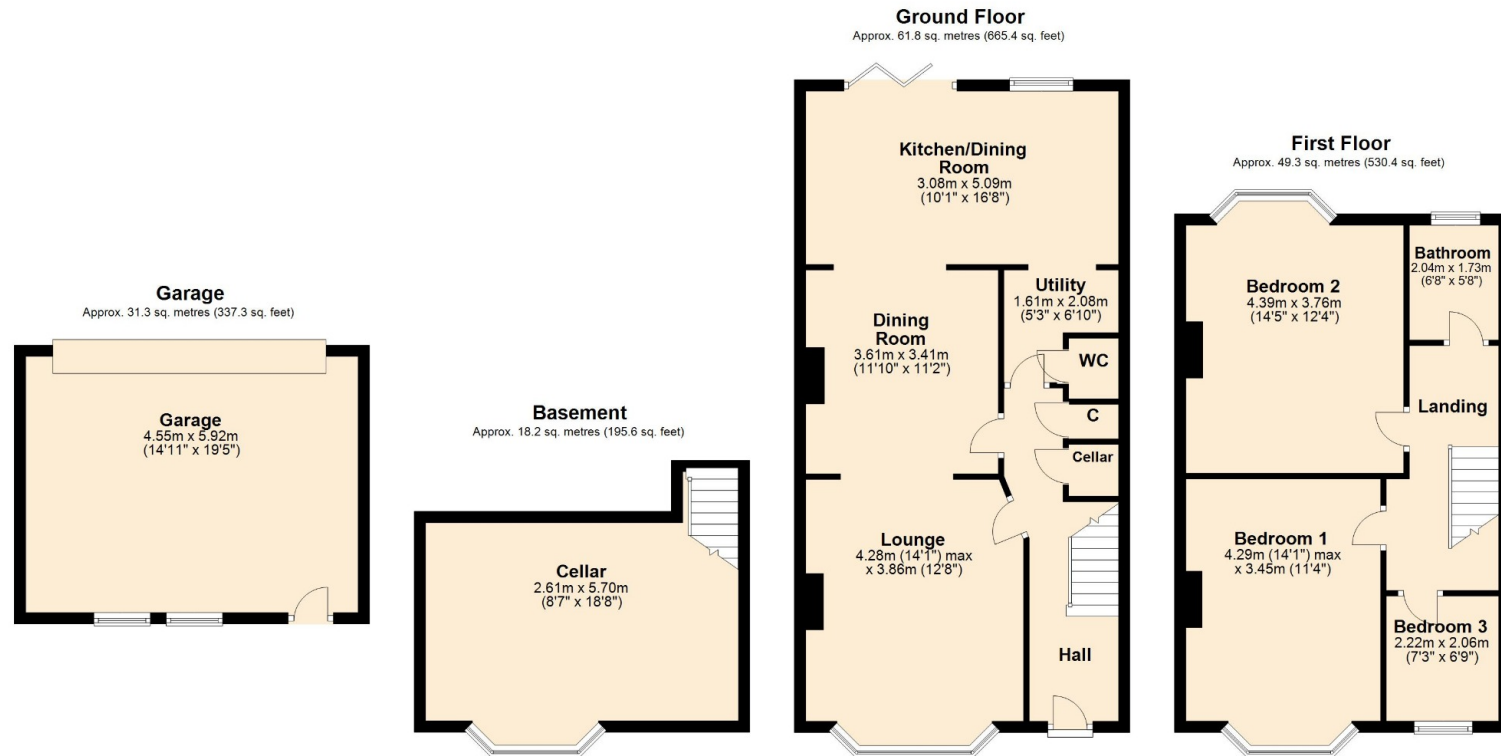 Garage
Approx. 31.3 sq. metres (337.3 sq. feet)
Garage
4.55m x 5.92m
(14'11" x 19'5")
Basement
Approx. 18.2 sq. metres (195.6 sq. feet)
Cellar
2.61m x 5.70m
(8'7" x 18'8")
Ground Floor
Approx. 61.8 sq. metres (665.4 sq. feet)
Kitchen/Dining
Room
3.08m x 5.09m
(10'1" x 16'8")
Utility
1.61m x 2.08m
(5'3" x 6'10")
Dining
Room
3.61m x 3.41m
(11'10" x 11'2")
WC
C
Cellar
Lounge
4.28m (14'1") max
x 3.86m (12'8")
Hall
First Floor
Approx. 49.3 sq. metres (530.4 sq. feet)
Bathroom
2.04m x 1.73m
(6'8" x 5'8")
Bedroom 2
4.39m x 3.76m
(14'5" x 12'4")
Landing
Bedroom 1
4.29m (14'1") max
x 3.45m (11'4")
Bedroom 3
2.22m x 2.06m
(7'3" x 6'9")